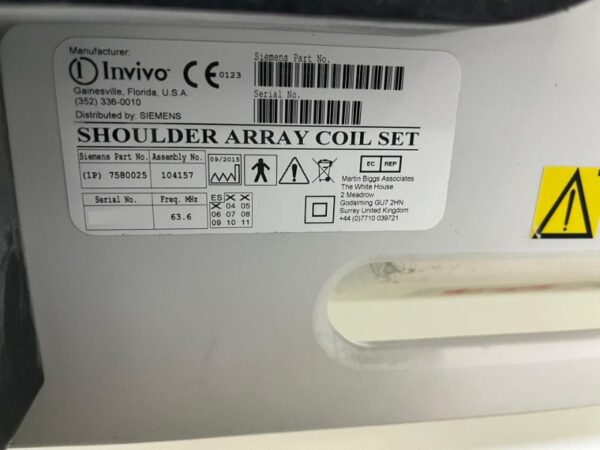 Manufacturer:
Invivo CE 0123
Gainesville, Florida, U.S.A.
(352) 336-0010
Distributed by: SIEMENS
Siemens Part No.
Serial No.
SHOULDER ARRAY COIL SET
Siemens Part No. Assembly No. 09/2015
(1P) 7580025 104157
Serial No. Freq. MHz
63.6
ES X X
X 04 05
06 07 08
09 10 11
EC REP
Martin Biggs Associates
The White House
2 Meadrow
Godalming GU7 2HN
Surrey United Kingdom
+44 (0)7710 039721